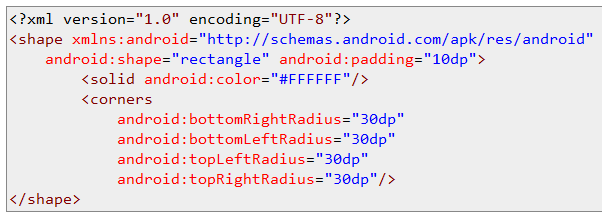 <?xml version="1.0" encoding="UTF-8"?>
<shape xmlns:android="http://schemas.android.com/apk/res/android"
    android:shape="rectangle" android:padding="10dp">
        <solid android:color="#FFFFFF"/>
        <corners
            android:bottomRightRadius="30dp"
            android:bottomLeftRadius="30dp"
            android:topLeftRadius="30dp"
            android:topRightRadius="30dp"/>
</shape>